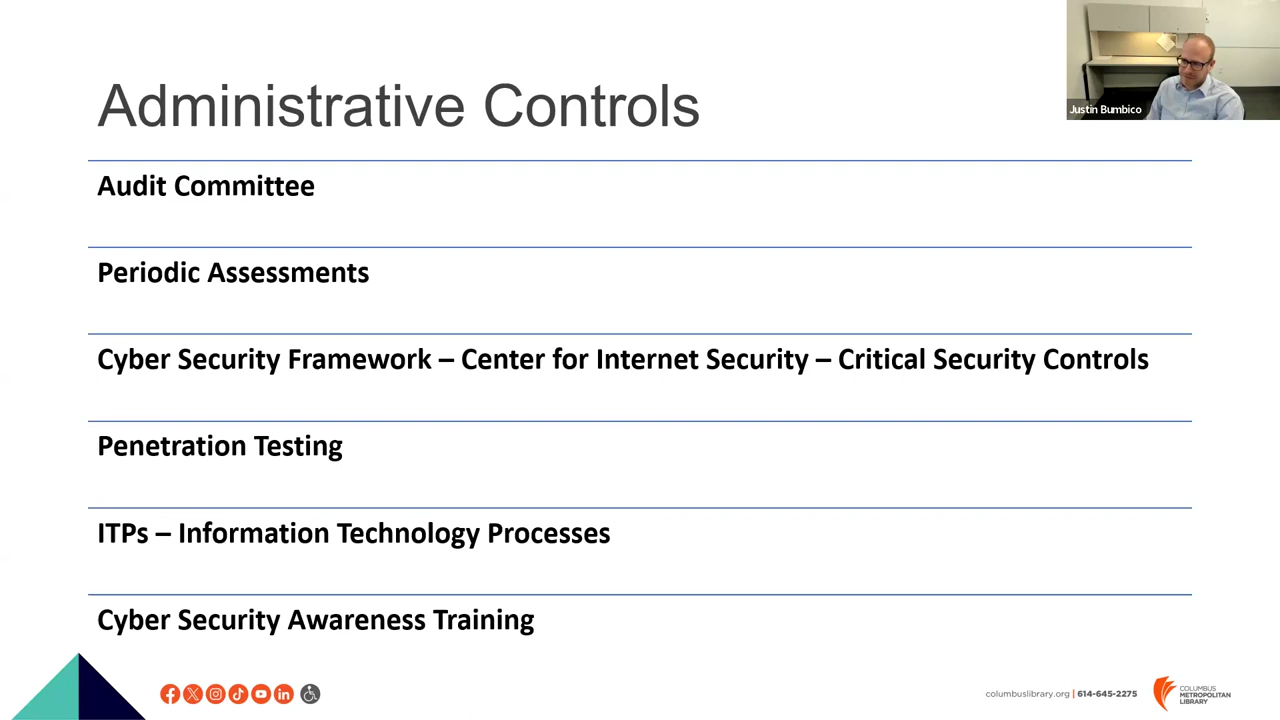 Administrative Controls
Justin Bumbico
Audit Committee
Periodic Assessments
Cyber Security Framework – Center for Internet Security – Critical Security Controls
Penetration Testing
ITPs – Information Technology Processes
Cyber Security Awareness Training
columbuslibrary.org | 614-645-2275
COLUMBUS
METROPOLITAN
LIBRARY